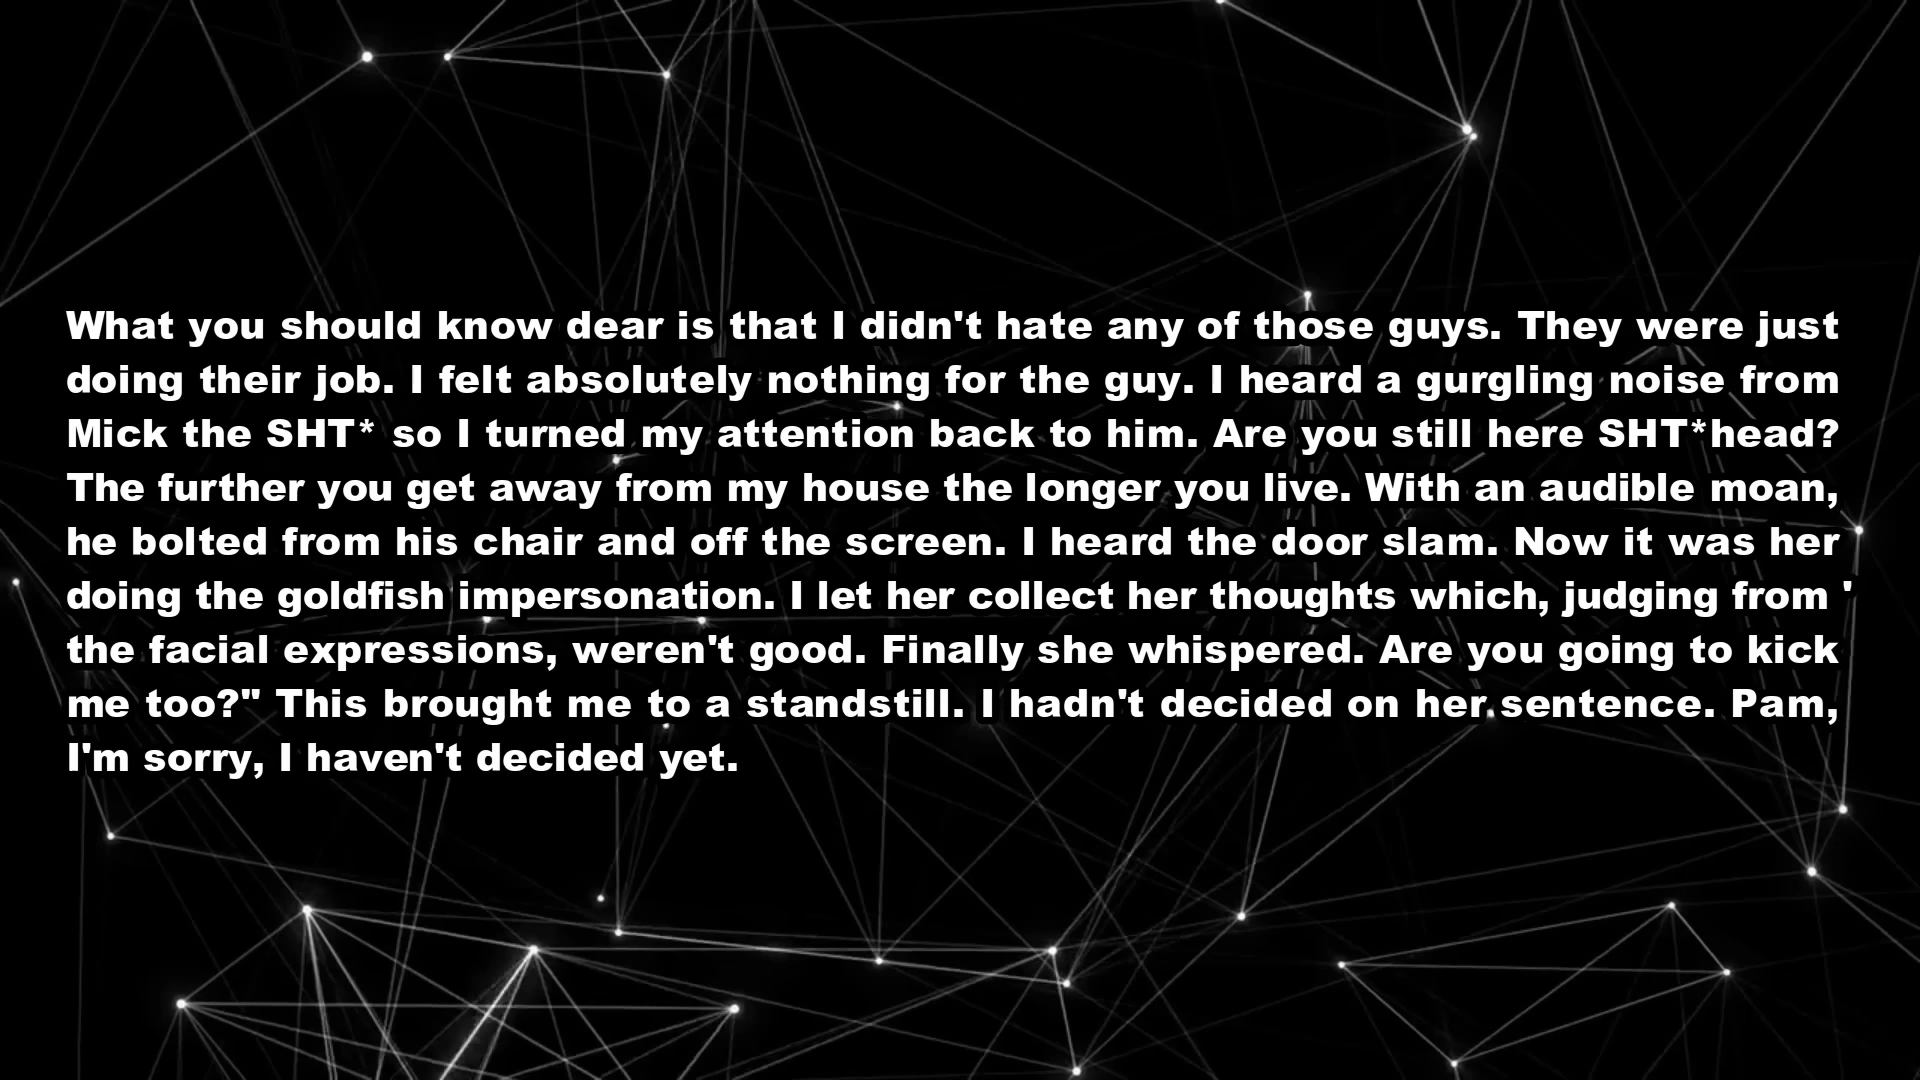 What you should know dear is that I didn't hate any of those guys. They were just
doing their job. I felt absolutely nothing for the guy. I heard a gurgling noise from
Mick the SHT* so I turned my attention back to him. Are you still here SHT*head?
The further you get away from my house the longer you live. With an audible moan,
he bolted from his chair and off the screen. I heard the door slam. Now it was her
doing the goldfish impersonation. I let her collect her thoughts which, judging from '
the facial expressions, weren't good. Finally she whispered. Are you going to kick
me too?" This brought me to a standstill. I hadn't decided on her sentence. Pam,
I'm sorry, I haven't decided yet.